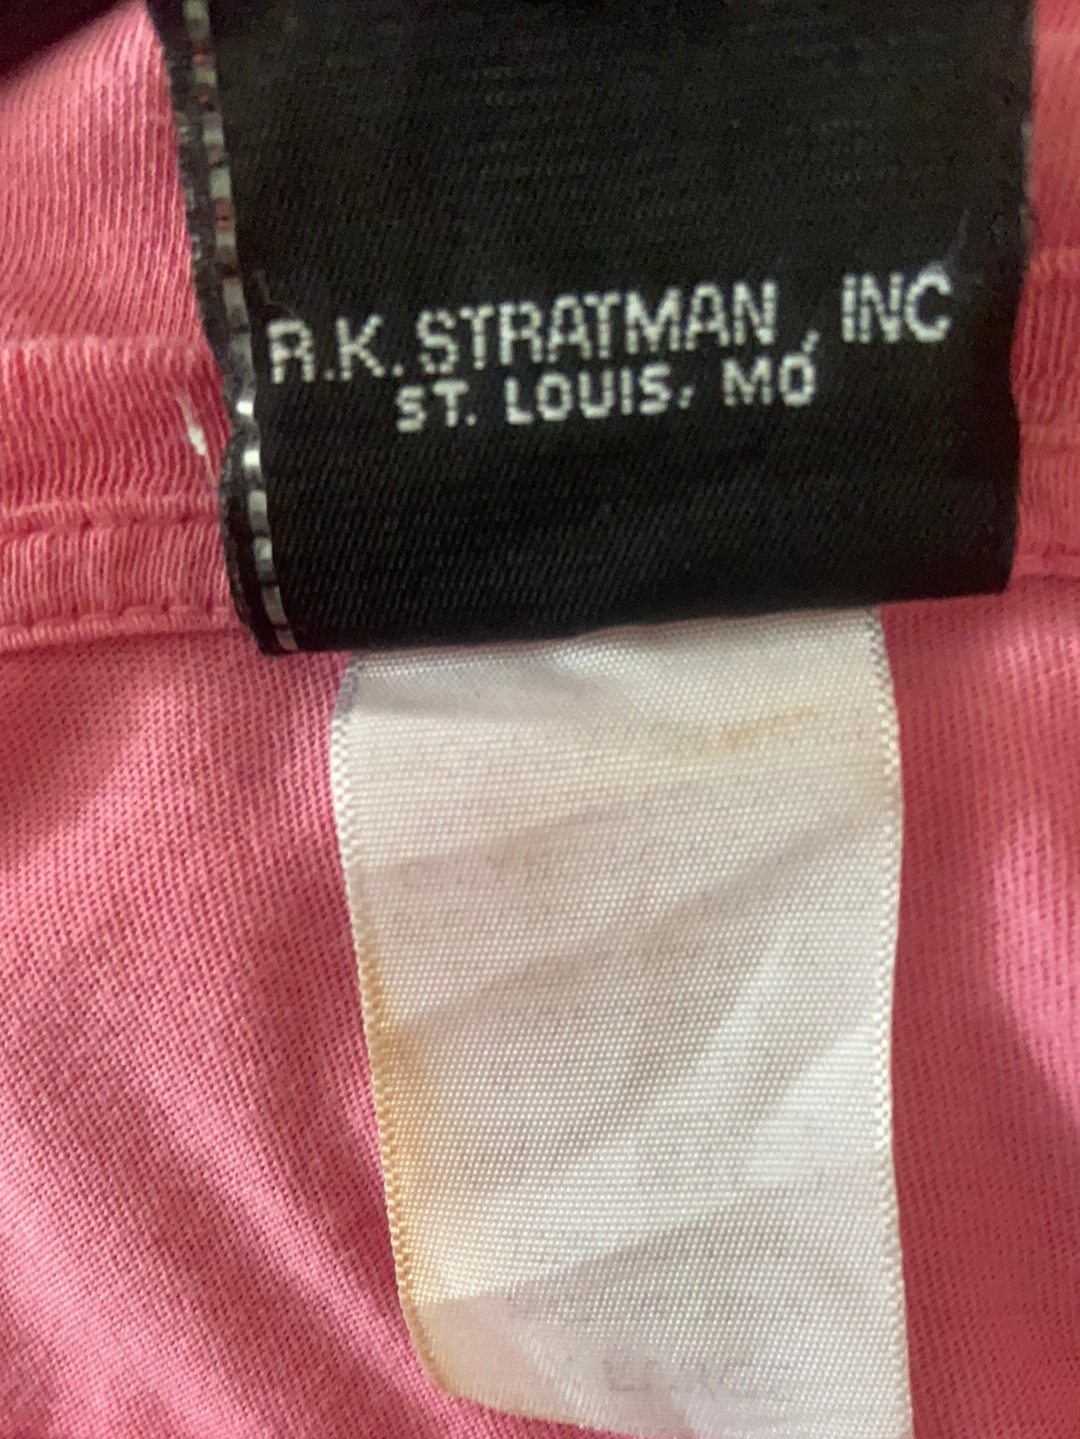 R.K. STRATMAN, INC
ST. LOUIS, MO